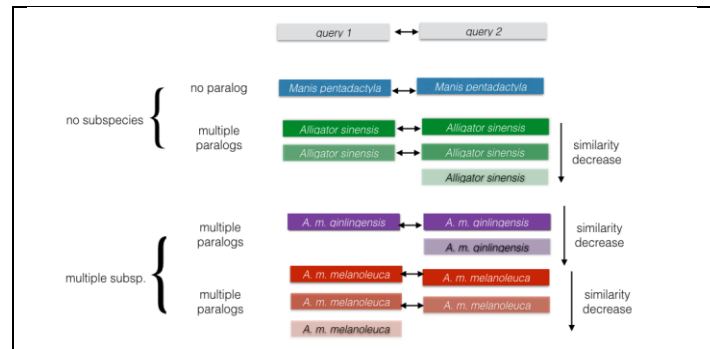 query 1 query 2
no paralog Manis pentadactyla Manis pentadactyla
no subspecies
multiple paralogs Alligator sinensis Alligator sinensis
Alligator sinensis Alligator sinensis
Alligator sinensis
similarity decrease
multiple paralogs A. m. qinlingensis A. m. qinlingensis
A. m. qinlingensis
similarity decrease
multiple subsp.
A. m. melanoleuca A. m. melanoleuca
multiple paralogs A. m. melanoleuca A. m. melanoleuca
A. m. melanoleuca
similarity decrease